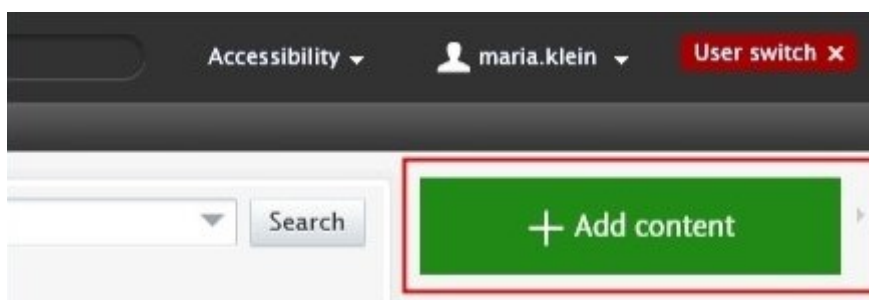 Accessibility maria.klein User switch ×
Search + Add content